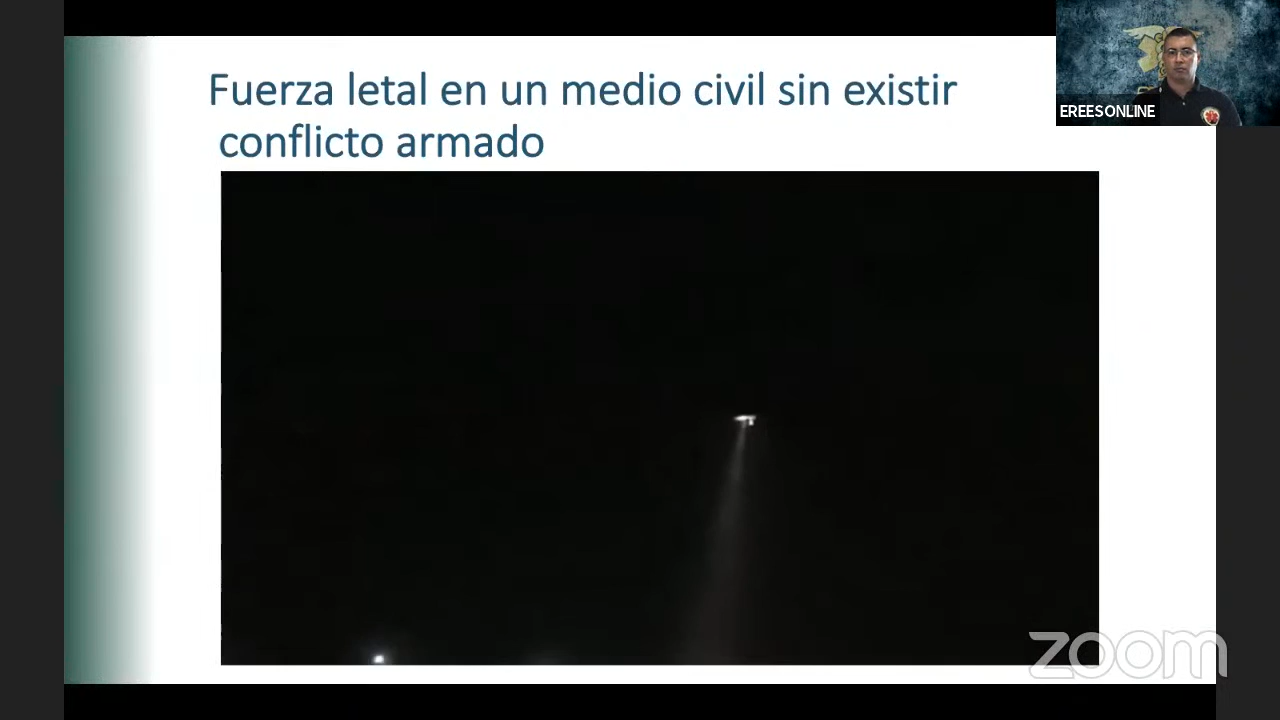 Fuerza letal en un medio civil sin existir
conflicto armado
EREESONLINE
zoom